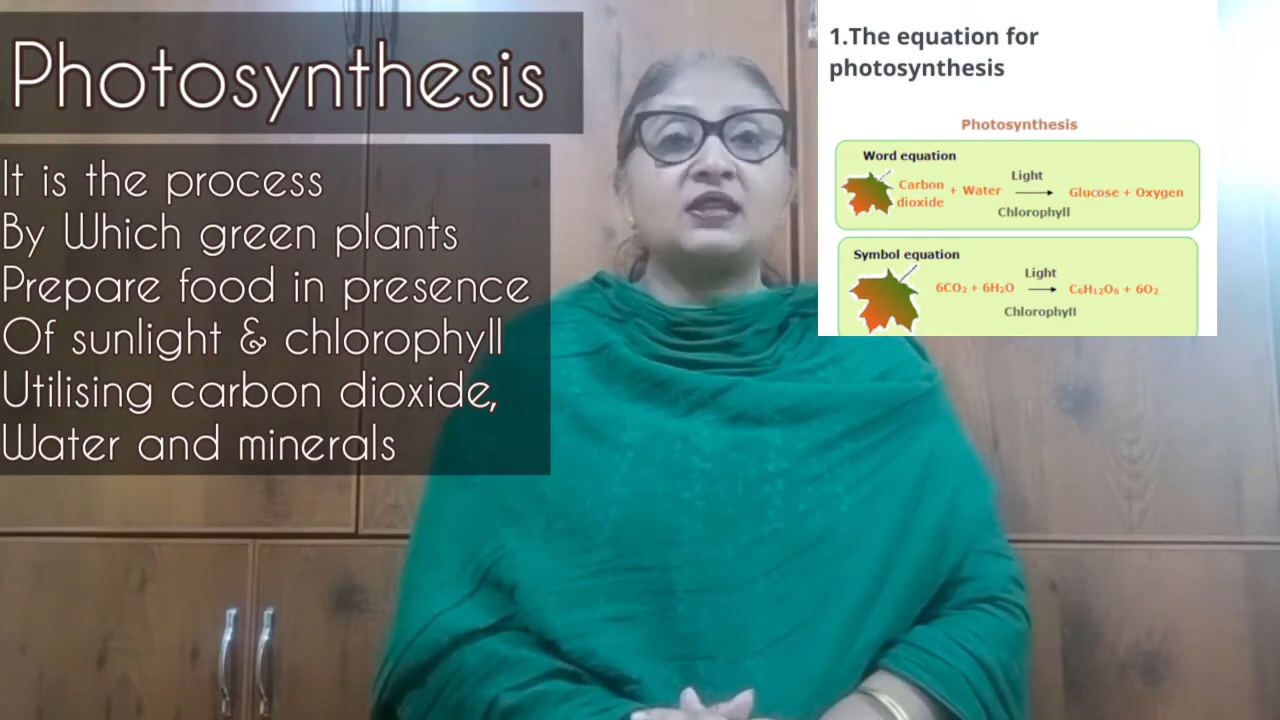 Photosynthesis
It is the process
By Which green plants
Prepare food in presence
Of sunlight & chlorophyll
Utilising carbon dioxide,
Water and minerals
1.The equation for
photosynthesis
Photosynthesis
Word equation
Light
Carbon dioxide + Water → Glucose + Oxygen
Chlorophyll
Symbol equation
Light
6CO₂ + 6H₂O → C₆H₁₂O₆ + 6O₂
Chlorophyll